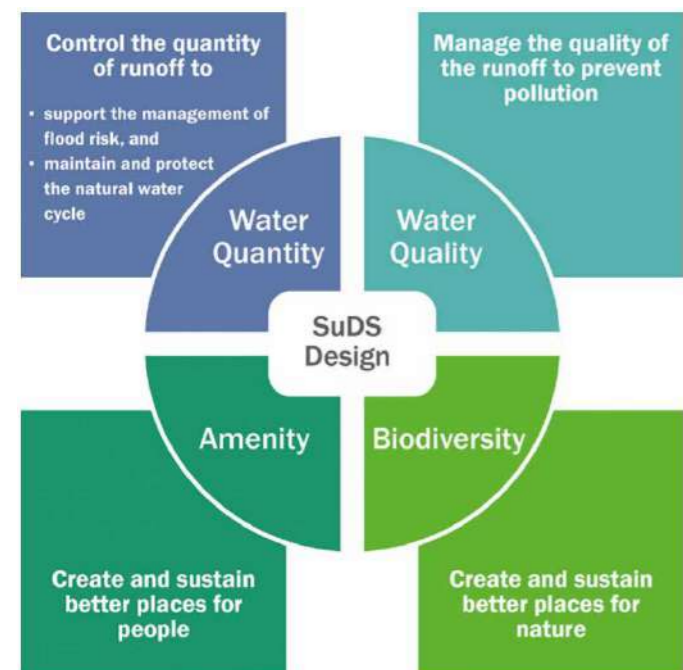 Control the quantity
of runoff to
• support the management of
flood risk, and
• maintain and protect
the natural water
cycle
Manage the quality of
the runoff to prevent
pollution
Water
Quantity
Water
Quality
SuDS
Design
Amenity
Biodiversity
Create and sustain
better places for
people
Create and sustain
better places for
nature